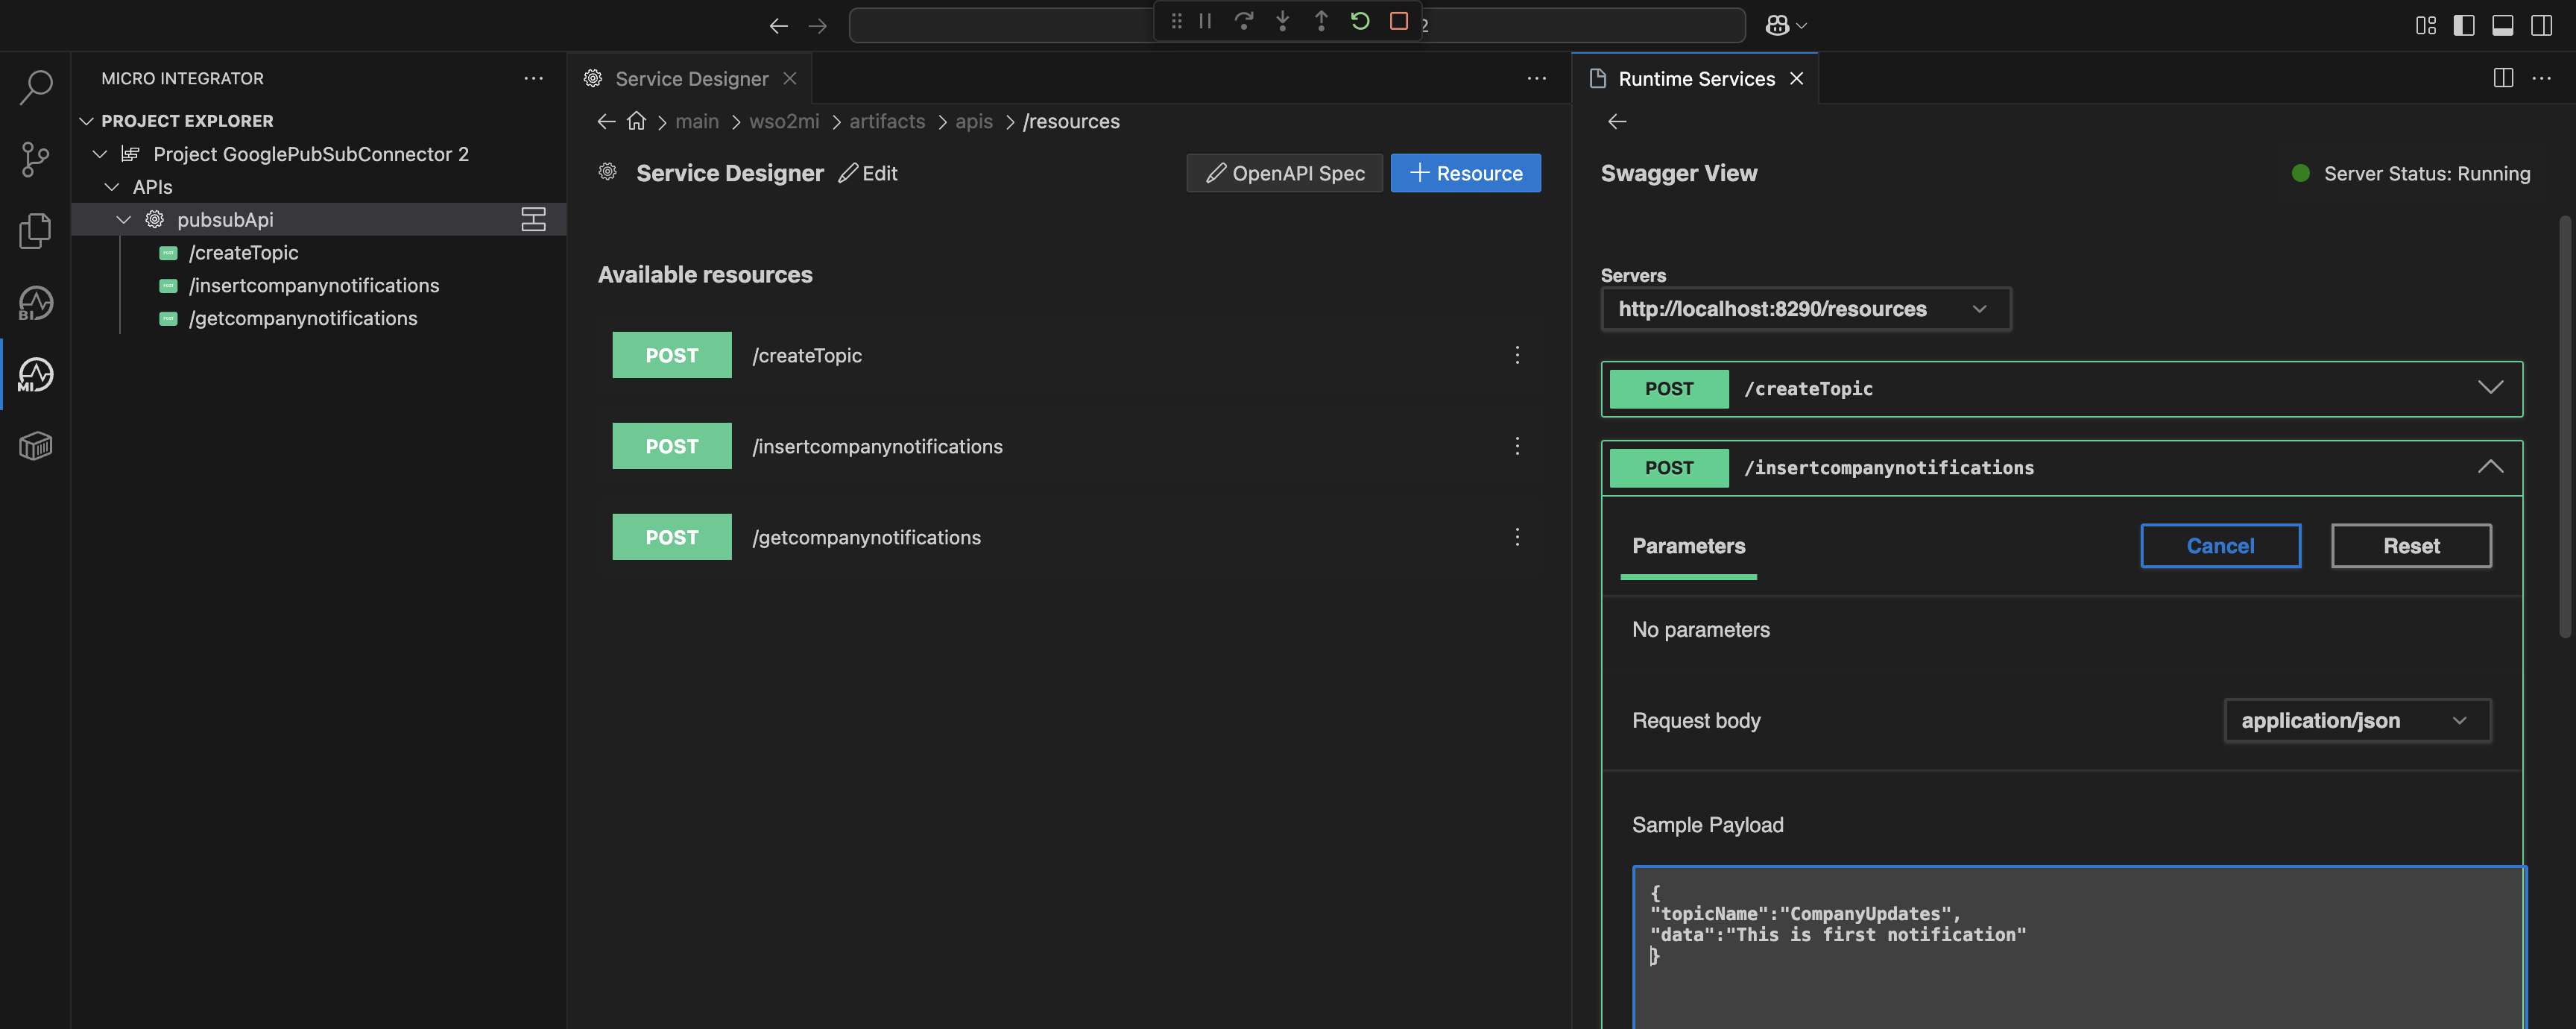 2
MICRO INTEGRATOR
PROJECT EXPLORER
Project GooglePubSubConnector 2
APIs
pubsubApi
/createTopic
/insertcompanynotifications
/getcompanynotifications
BI
MI
Service Designer
main > wso2mi > artifacts > apis > /resources
Service Designer Edit
OpenAPI Spec
Resource
Available resources
POST /createTopic
POST /insertcompanynotifications
POST /getcompanynotifications
Runtime Services
Swagger View
Server Status: Running
Servers
http://localhost:8290/resources
POST /createTopic
POST /insertcompanynotifications
Parameters
Cancel
Reset
No parameters
Request body
application/json
Sample Payload
{
"topicName":"CompanyUpdates",
"data":"This is first notification"
}